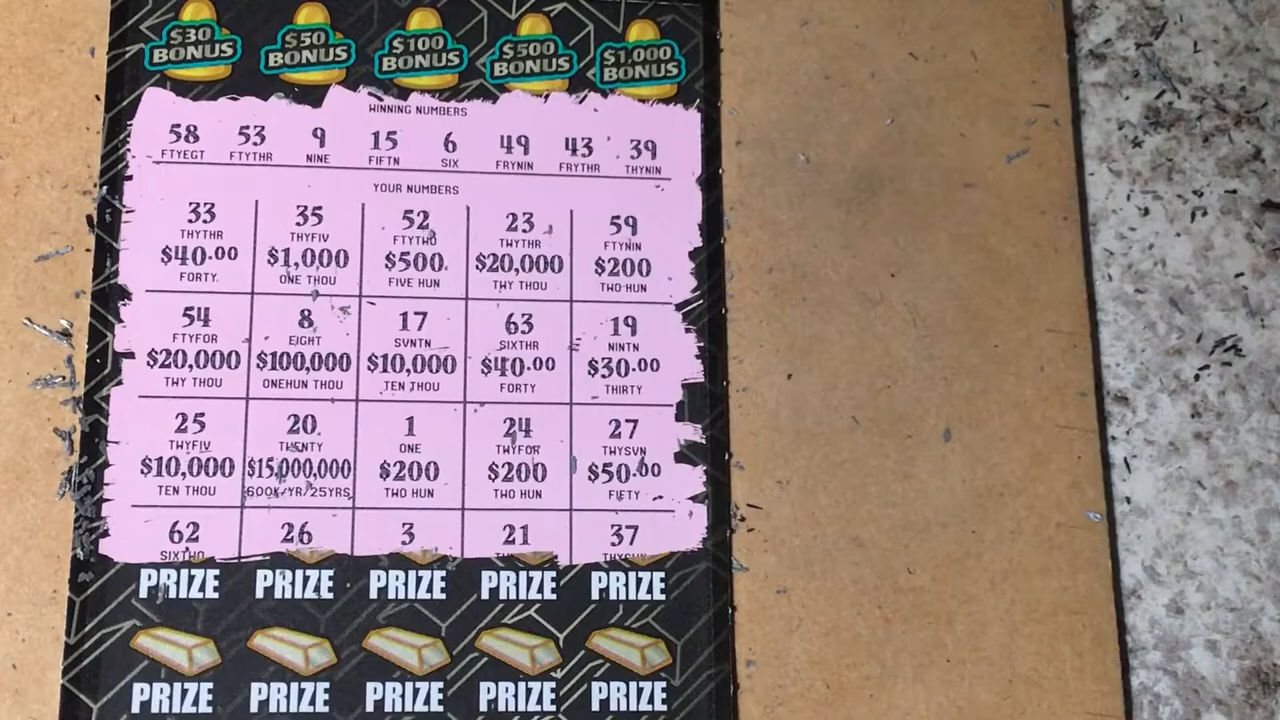 $30 $50 $100 $500 $1,000
BONUS BONUS BONUS BONUS BONUS
WINNING NUMBERS
58 53 9 15 6 49 43 39
FTYEGT FTYTHR NINE FIFTN SIX FRYNIN FRYTHR THYNIN
YOUR NUMBERS
33 35 52 23 59
THYTHR THYFIV FTYTWO TWYTHR FTYNIN
$40.00 $1,000 $500 $20,000 $200
FORTY ONE THOU FIVE HUN TWY THOU TWO HUN
54 8 17 63 19
FTYFOR EIGHT SVNTN SIXTHR NINTN
$20,000 $100,000 $10,000 $40.00 $30.00
TWY THOU ONEHUN THOU TEN THOU FORTY THIRTY
25 20 1 24 27
TWYFIV TWENTY ONE TWYFOR TWYSVN
$10,000 $15,000,000 $200 $200 $50.00
TEN THOU 600K/YR/25YRS TWO HUN TWO HUN FIFTY
62 26 3 21 37
SIXTWO
PRIZE PRIZE PRIZE PRIZE PRIZE
PRIZE PRIZE PRIZE PRIZE PRIZE